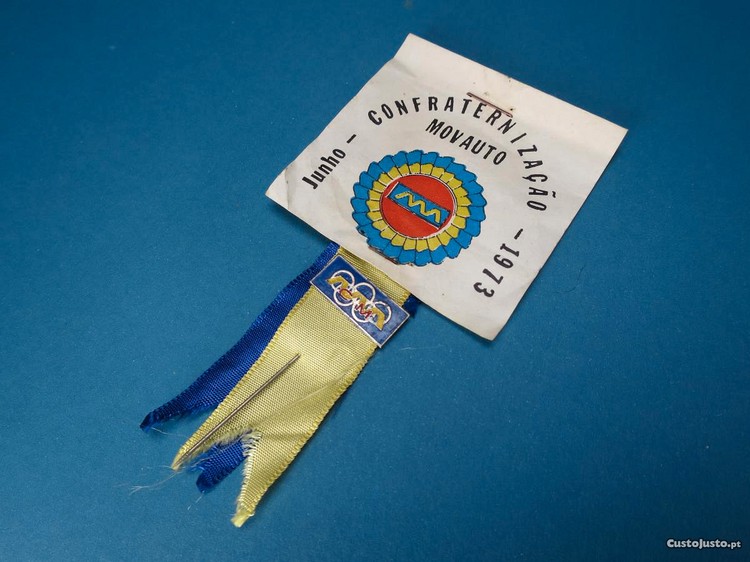 Junho - CONFRATERNIZAÇÃO - 1973
MOVAUTO
CustoJusto.pt